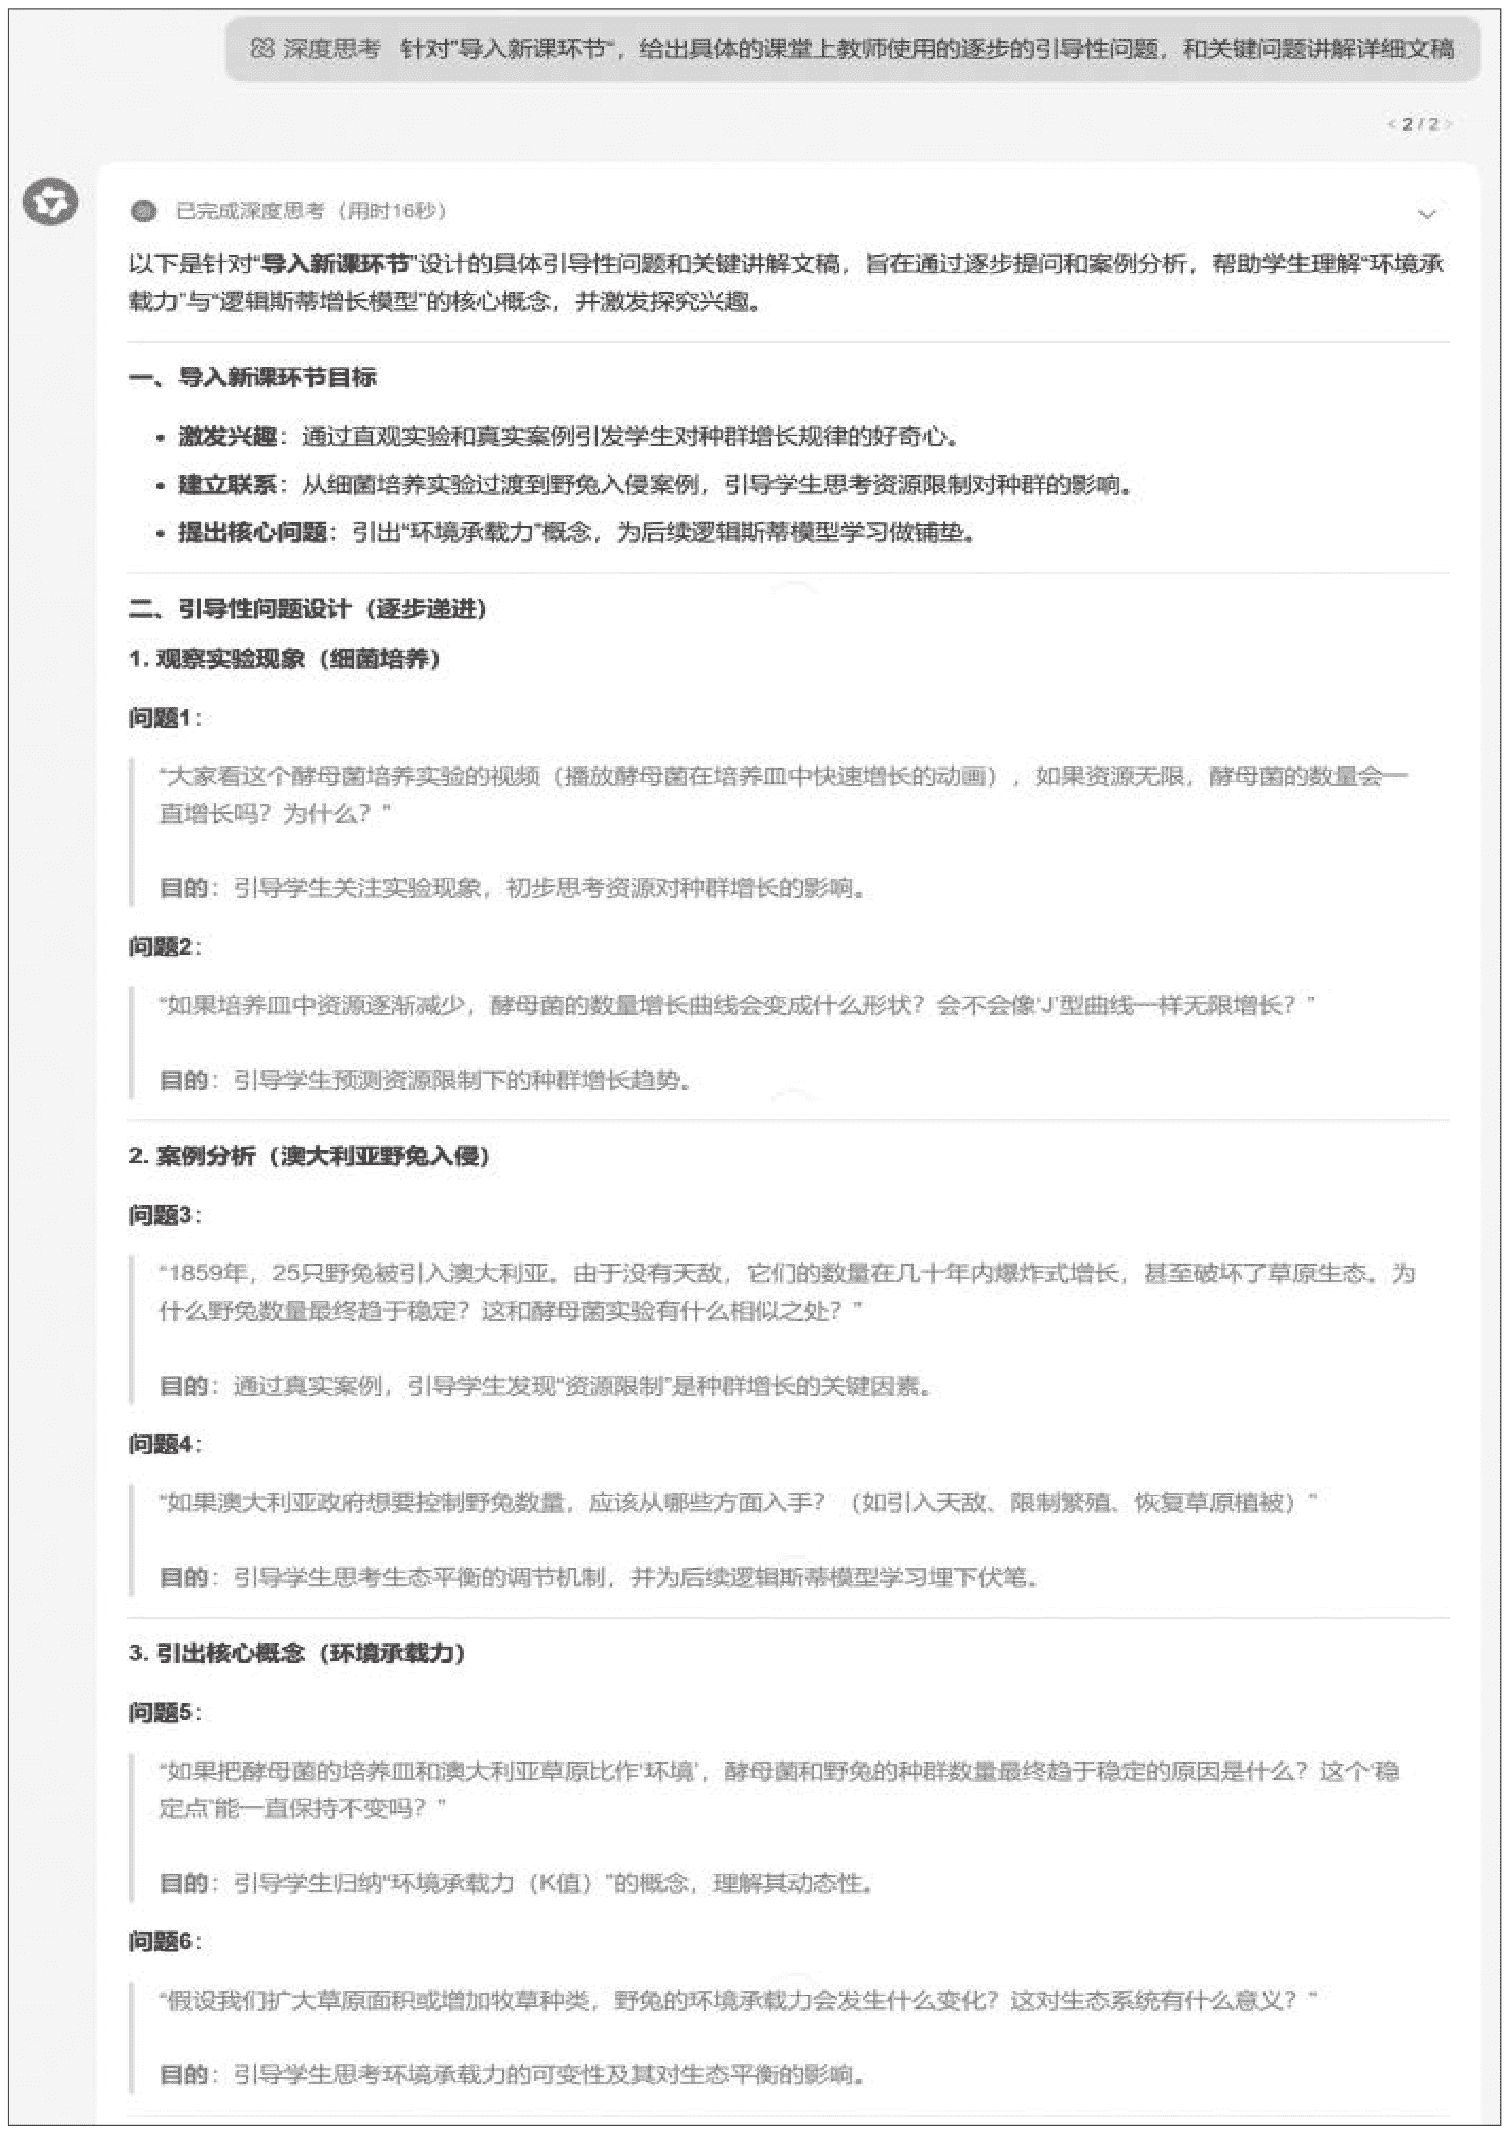 深度思考 针对"导入新课环节"，给出具体的课堂上教师使用的逐步的引导性问题，和关键问题讲解详细文稿
< 2 / 2 >
已完成深度思考（用时16秒）
以下是针对“导入新课环节”设计的具体引导性问题和关键讲解文稿，旨在通过逐步提问和案例分析，帮助学生理解“环境承
载力”与“逻辑斯蒂增长模型”的核心概念，并激发探究兴趣。
一、导入新课环节目标
• 激发兴趣：通过直观实验和真实案例引发学生对种群增长规律的好奇心。
• 建立联系：从细菌培养实验过渡到野兔入侵案例，引导学生思考资源限制对种群的影响。
• 提出核心问题：引出“环境承载力”概念，为后续逻辑斯蒂模型学习做铺垫。
二、引导性问题设计（逐步递进）
1. 观察实验现象（细菌培养）
问题1：
“大家看这个酵母菌培养实验的视频（播放酵母菌在培养皿中快速增长的动画），如果资源无限，酵母菌的数量会一
直增长吗？为什么？”
目的：引导学生关注实验现象，初步思考资源对种群增长的影响。
问题2：
“如果培养皿中资源逐渐减少，酵母菌的数量增长曲线会变成什么形状？会不会像‘J’型曲线一样无限增长？”
目的：引导学生预测资源限制下的种群增长趋势。
2. 案例分析（澳大利亚野兔入侵）
问题3：
“1859年，25只野兔被引入澳大利亚。由于没有天敌，它们的数量在几十年内爆炸式增长，甚至破坏了草原生态。为
什么野兔数量最终趋于稳定？这和酵母菌实验有什么相似之处？”
目的：通过真实案例，引导学生发现“资源限制”是种群增长的关键因素。
问题4：
“如果澳大利亚政府想要控制野兔数量，应该从哪些方面入手？（如引入天敌、限制繁殖、恢复草原植被）”
目的：引导学生思考生态平衡的调节机制，并为后续逻辑斯蒂模型学习埋下伏笔。
3. 引出核心概念（环境承载力）
问题5：
“如果把酵母菌的培养皿和澳大利亚草原比作‘环境’，酵母菌和野兔的种群数量最终趋于稳定的原因是什么？这个‘稳
定点’能一直保持不变吗？”
目的：引导学生归纳“环境承载力（K值）”的概念，理解其动态性。
问题6：
“假设我们扩大草原面积或增加牧草种类，野兔的环境承载力会发生什么变化？这对生态系统有什么意义？”
目的：引导学生思考环境承载力的可变性及其对生态平衡的影响。